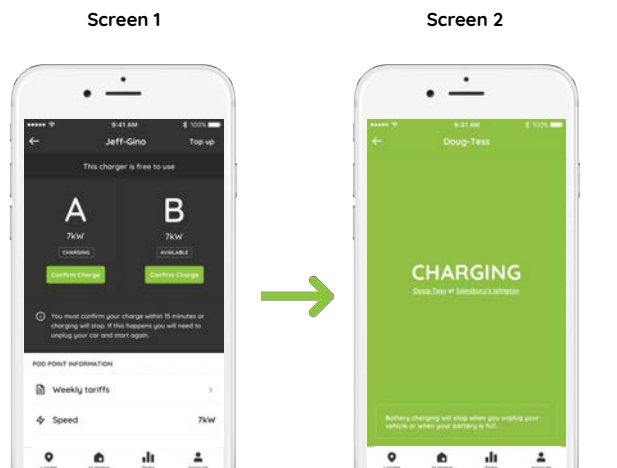 Screen 1
Screen 2
9:41 AM
100%
Jeff-Gino
Top up
This charger is free to use
A
B
7kW
7kW
CHARGING
AVAILABLE
Confirm Charge
Confirm Charge
You must confirm your charge within 15 minutes or
charging will stop. If this happens you will need to
unplug your car and start again.
POD POINT INFORMATION
Weekly tariffs
Speed
7kW
9:41 AM
100%
Doug-Tess
CHARGING
Doug-Tess at Sainsbury's Islington
Battery charging will stop when you unplug your
vehicle or when your battery is full.